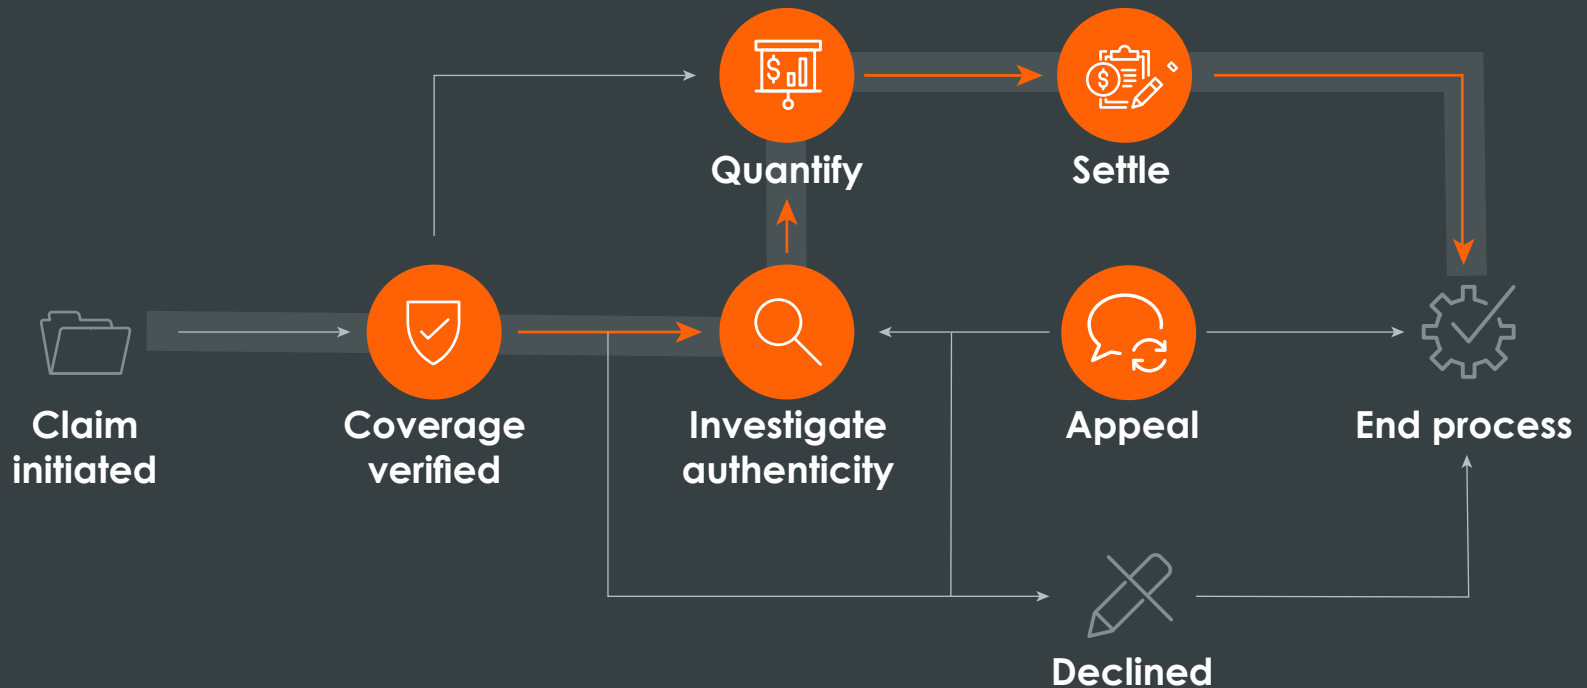 Quantify
Settle
Claim
initiated
Coverage
verified
Investigate
authenticity
Appeal
End process
Declined